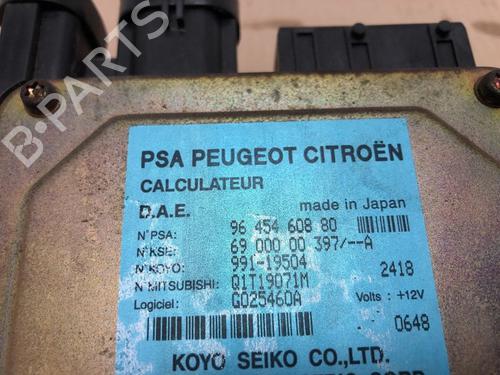 B-PARTS
PSA PEUGEOT CITROËN
CALCULATEUR
D.A.E. made in Japan
N°PSA: 96 454 608 80
N°KSE: 69 000 00 397/--A
N°KOYO: 991-19504 2418
N°MITSUBISHI: Q1T19071M
Logiciel: G025460A Volts : +12V
0648
KOYO SEIKO CO.,LTD.
CORP.